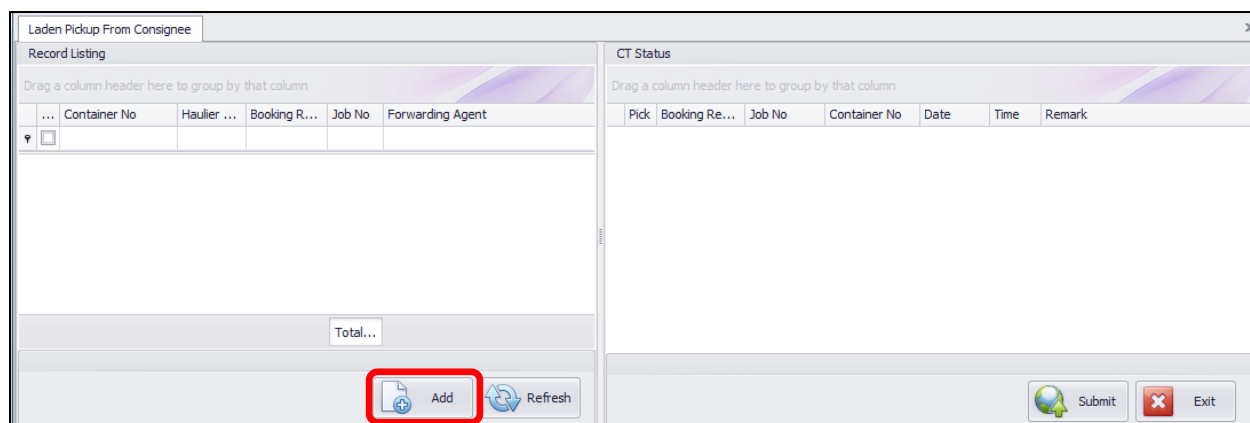 Laden Pickup From Consignee
Record Listing
Drag a column header here to group by that column
... Container No Haulier ... Booking R... Job No Forwarding Agent
Total...
Add Refresh
CT Status
Drag a column header here to group by that column
Pick Booking Re... Job No Container No Date Time Remark
Submit Exit